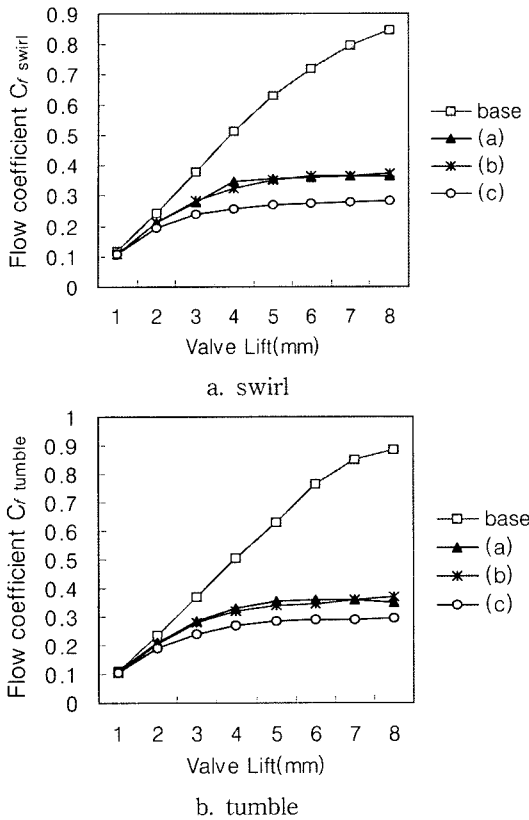 0.9
0.8
0.7
0.6
0.5
0.4
0.3
0.2
0.1
0
Flow coefficient Cf swirl
1 2 3 4 5 6 7 8
Valve Lift(mm)
base
(a)
(b)
(c)
a. swirl
1
0.9
0.8
0.7
0.6
0.5
0.4
0.3
0.2
0.1
0
Flow coefficient Cf tumble
1 2 3 4 5 6 7 8
Valve Lift(mm)
base
(a)
(b)
(c)
b. tumble